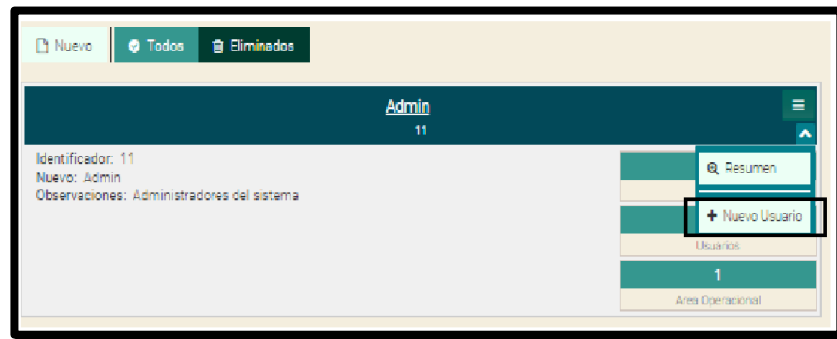 Nuevo Todos Eliminados
Admin
11
Identificador: 11
Nuevo: Admin
Observaciones: Administradores del sistema
Resumen
Nuevo Usuario
Usuários
1
Area Operacional